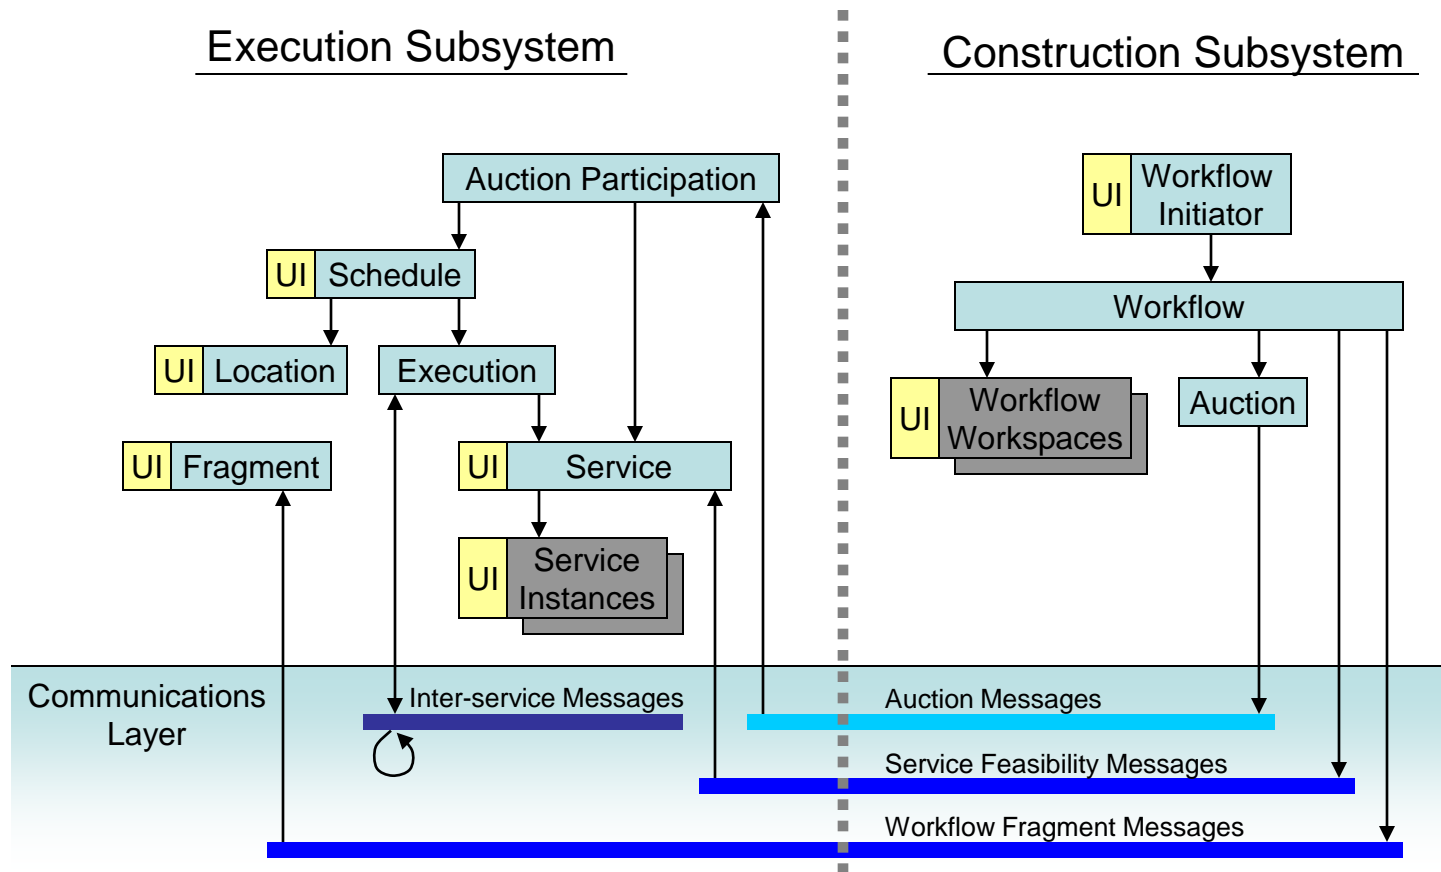 Execution Subsystem
Construction Subsystem
Auction Participation
UI
Workflow
Initiator
UI Schedule
Workflow
UI Location
Execution
UI
Workflow
Workspaces
Auction
UI Fragment
UI Service
UI
Service
Instances
Communications
Layer
Inter-service Messages
Auction Messages
Service Feasibility Messages
Workflow Fragment Messages